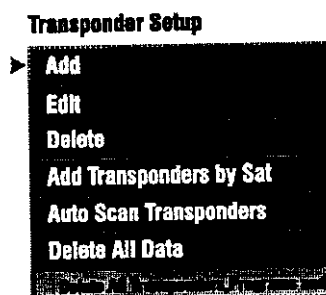 Transponder Setup
Add
Edit
Delete
Add Transponders by Sat
Auto Scan Transponders
Delete All Data